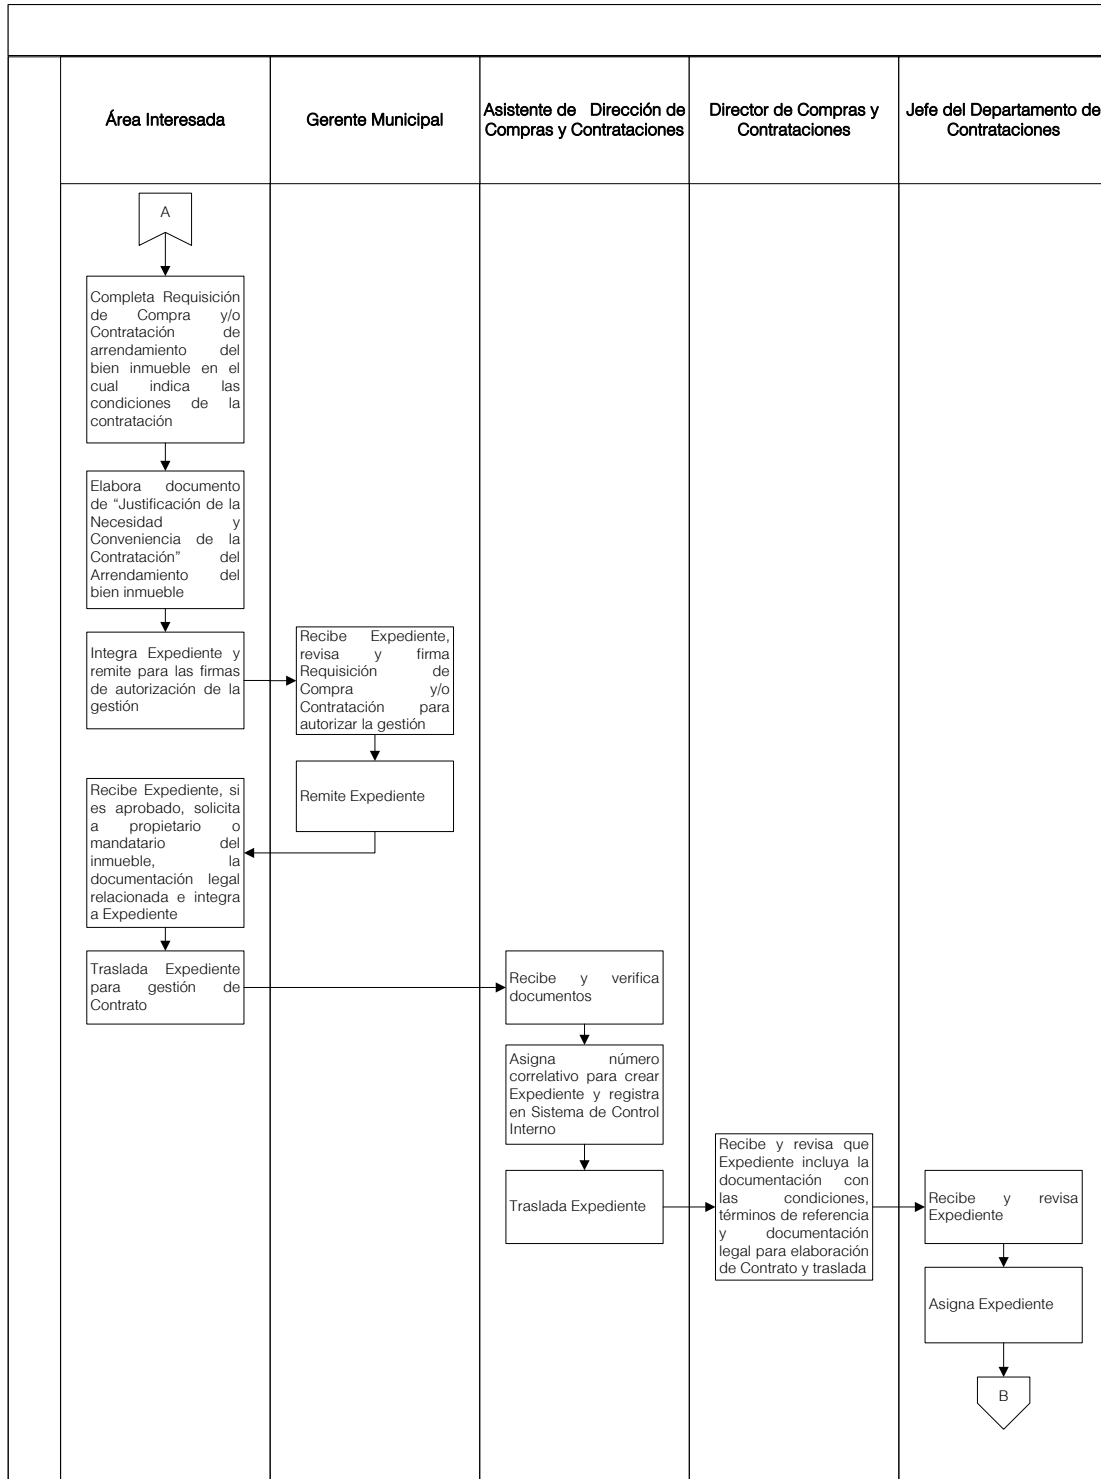 Área Interesada
Gerente Municipal
Asistente de Dirección de
Compras y Contrataciones
Director de Compras y
Contrataciones
Jefe del Departamento de
Contrataciones
A
Completa Requisición
de Compra y/o
Contratación de
arrendamiento del
bien inmueble en el
cual indica las
condiciones de la
contratación
Elabora documento
de “Justificación de la
Necesidad y
Conveniencia de la
Contratación” del
Arrendamiento del
bien inmueble
Integra Expediente y
remite para las firmas
de autorización de la
gestión
Recibe Expediente,
revisa y firma
Requisición de
Compra y/o
Contratación para
autorizar la gestión
Remite Expediente
Recibe Expediente, si
es aprobado, solicita
a propietario o
mandatario del
inmueble, la
documentación legal
relacionada e integra
a Expediente
Traslada Expediente
para gestión de
Contrato
Recibe y verifica
documentos
Asigna número
correlativo para crear
Expediente y registra
en Sistema de Control
Interno
Traslada Expediente
Recibe y revisa que
Expediente incluya la
documentación con
las condiciones,
términos de referencia
y documentación
legal para elaboración
de Contrato y traslada
Recibe y revisa
Expediente
Asigna Expediente
B